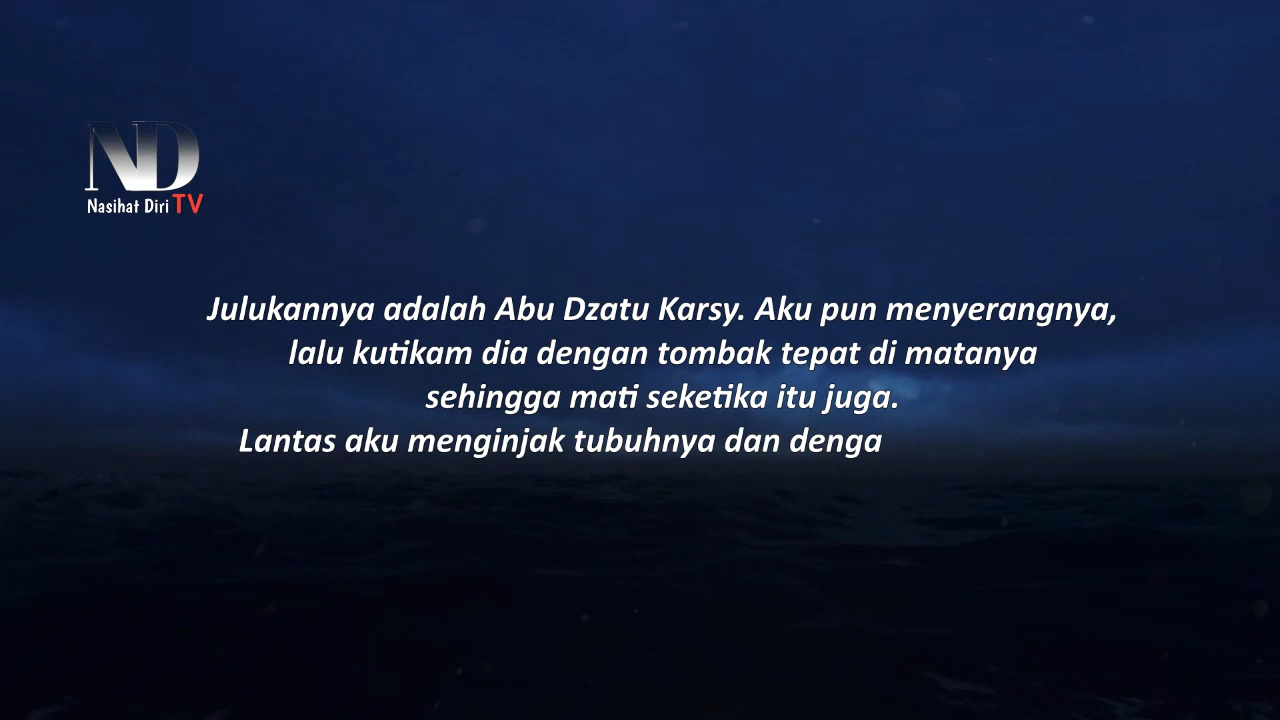 ND
Nasihat Diri TV
Julukannya adalah Abu Dzatu Karsy. Aku pun menyerangnya,
lalu kutikam dia dengan tombak tepat di matanya
sehingga mati seketika itu juga.
Lantas aku menginjak tubuhnya dan denga